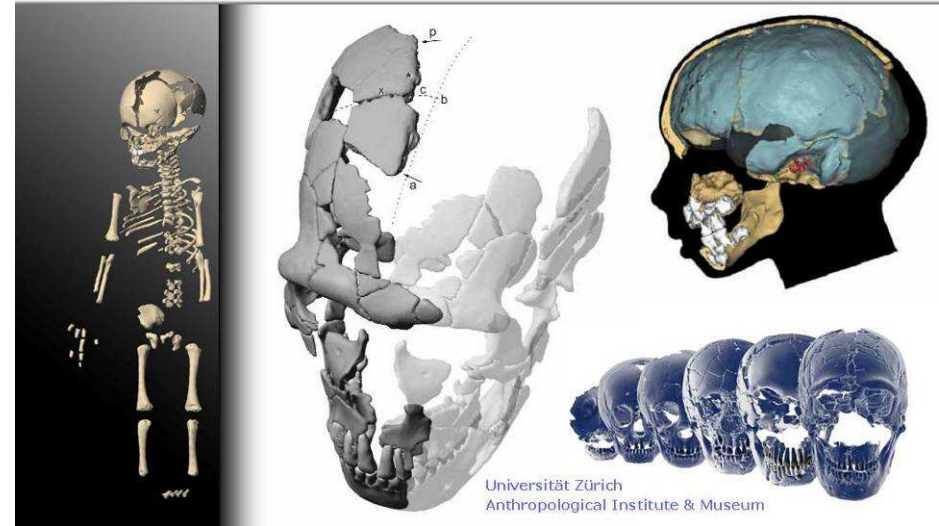 p
x
c
b
a
Universität Zürich
Anthropological Institute & Museum